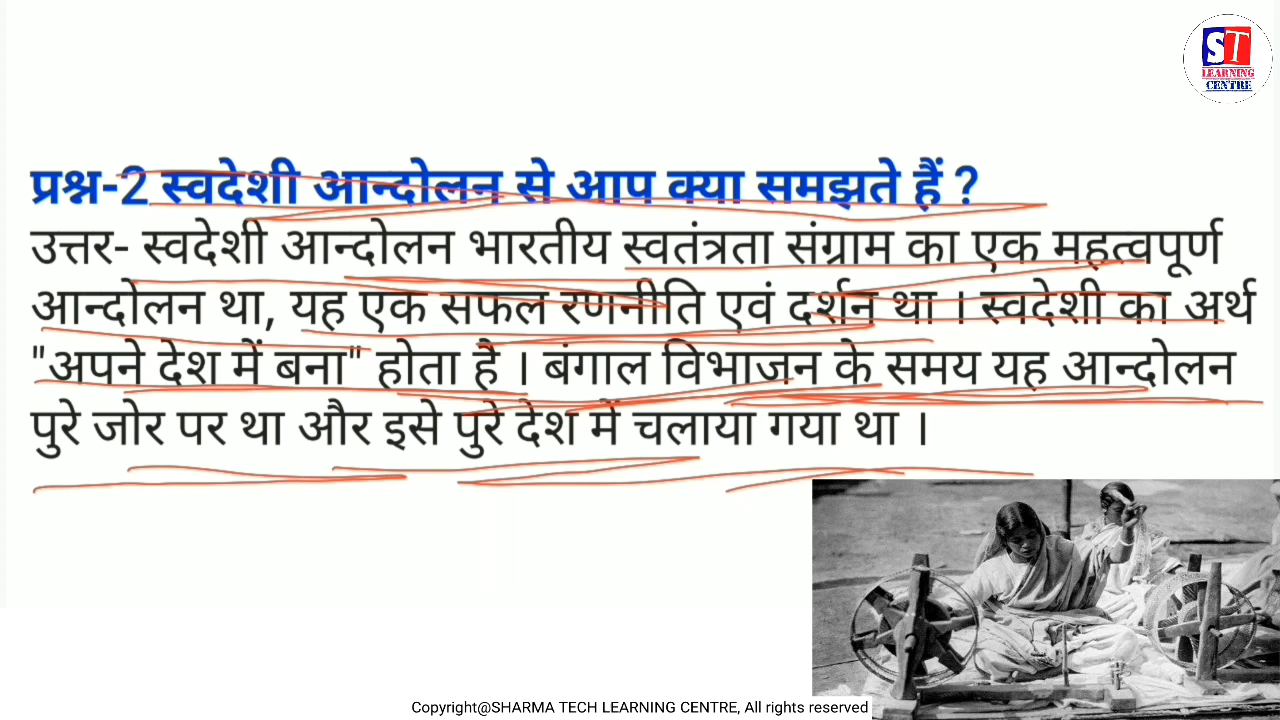 ST
LEARNING
CENTRE
प्रश्न-2 स्वदेशी आन्दोलन से आप क्या समझते हैं ?
उत्तर- स्वदेशी आन्दोलन भारतीय स्वतंत्रता संग्राम का एक महत्वपूर्ण
आन्दोलन था, यह एक सफल रणनीति एवं दर्शन था । स्वदेशी का अर्थ
"अपने देश में बना" होता है । बंगाल विभाजन के समय यह आन्दोलन
पुरे जोर पर था और इसे पुरे देश में चलाया गया था ।
Copyright@SHARMA TECH LEARNING CENTRE, All rights reserved